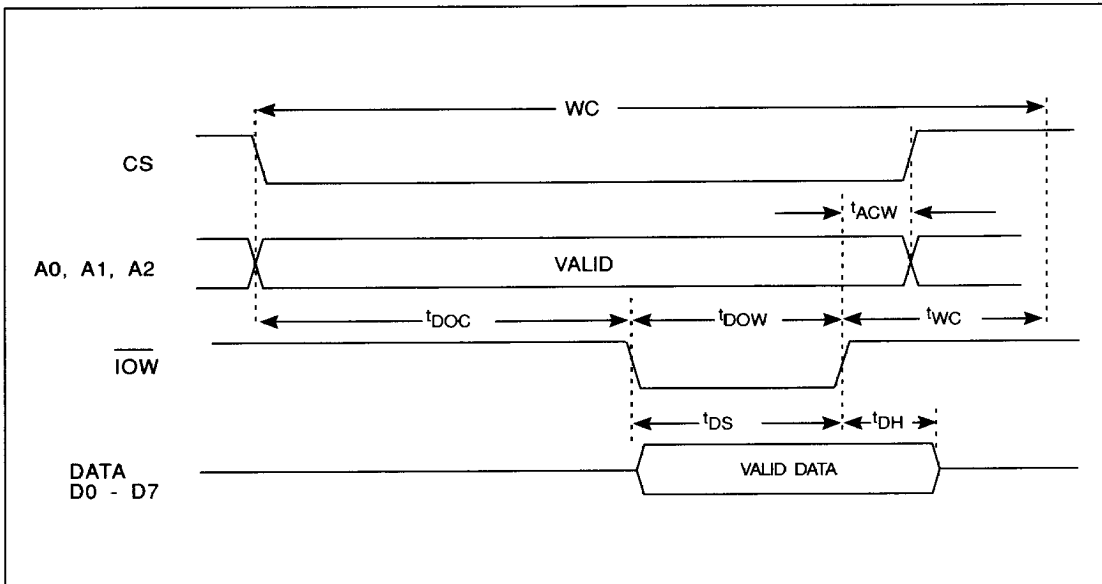 WC
CS
tACW
A0, A1, A2
VALID
tDOC
tDOW
tWC
IOW
tDS
tDH
DATA
D0 - D7
VALID DATA